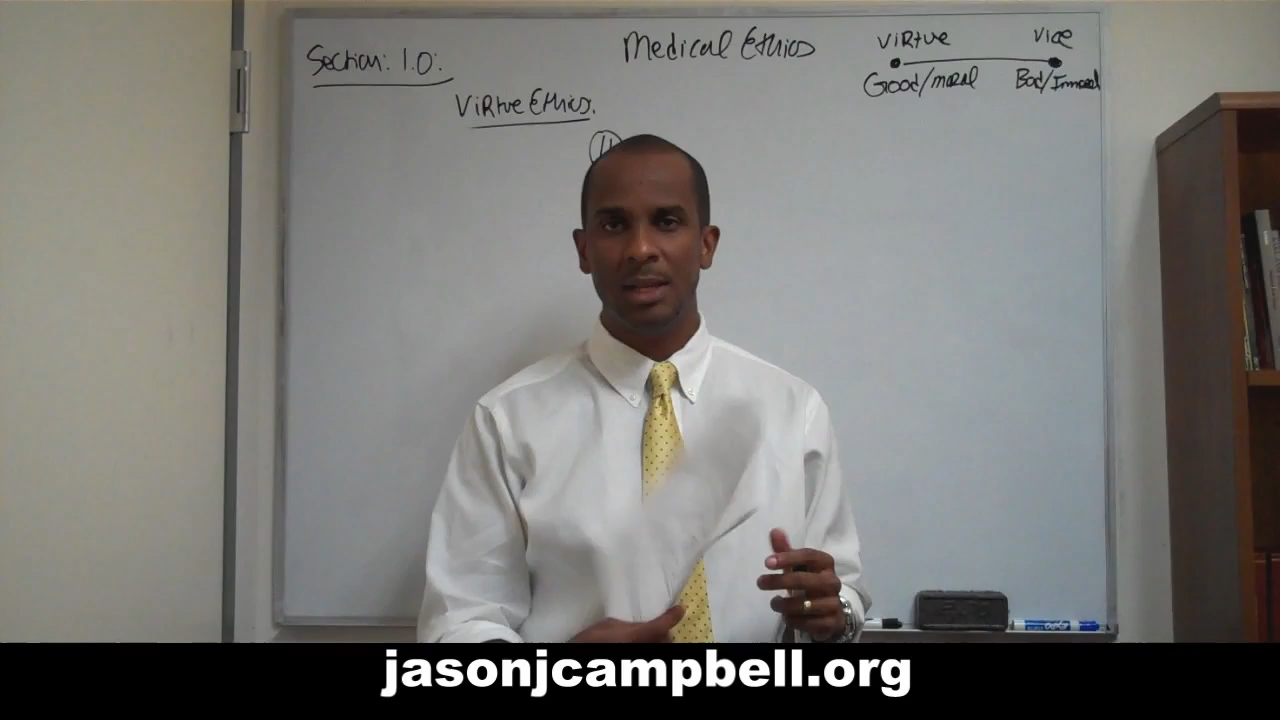 Section: 1.0:
Medical Ethics
Virtue Vice
Good/moral Bad/Immoral
Virtue Ethics.
jasonjcampbell.org